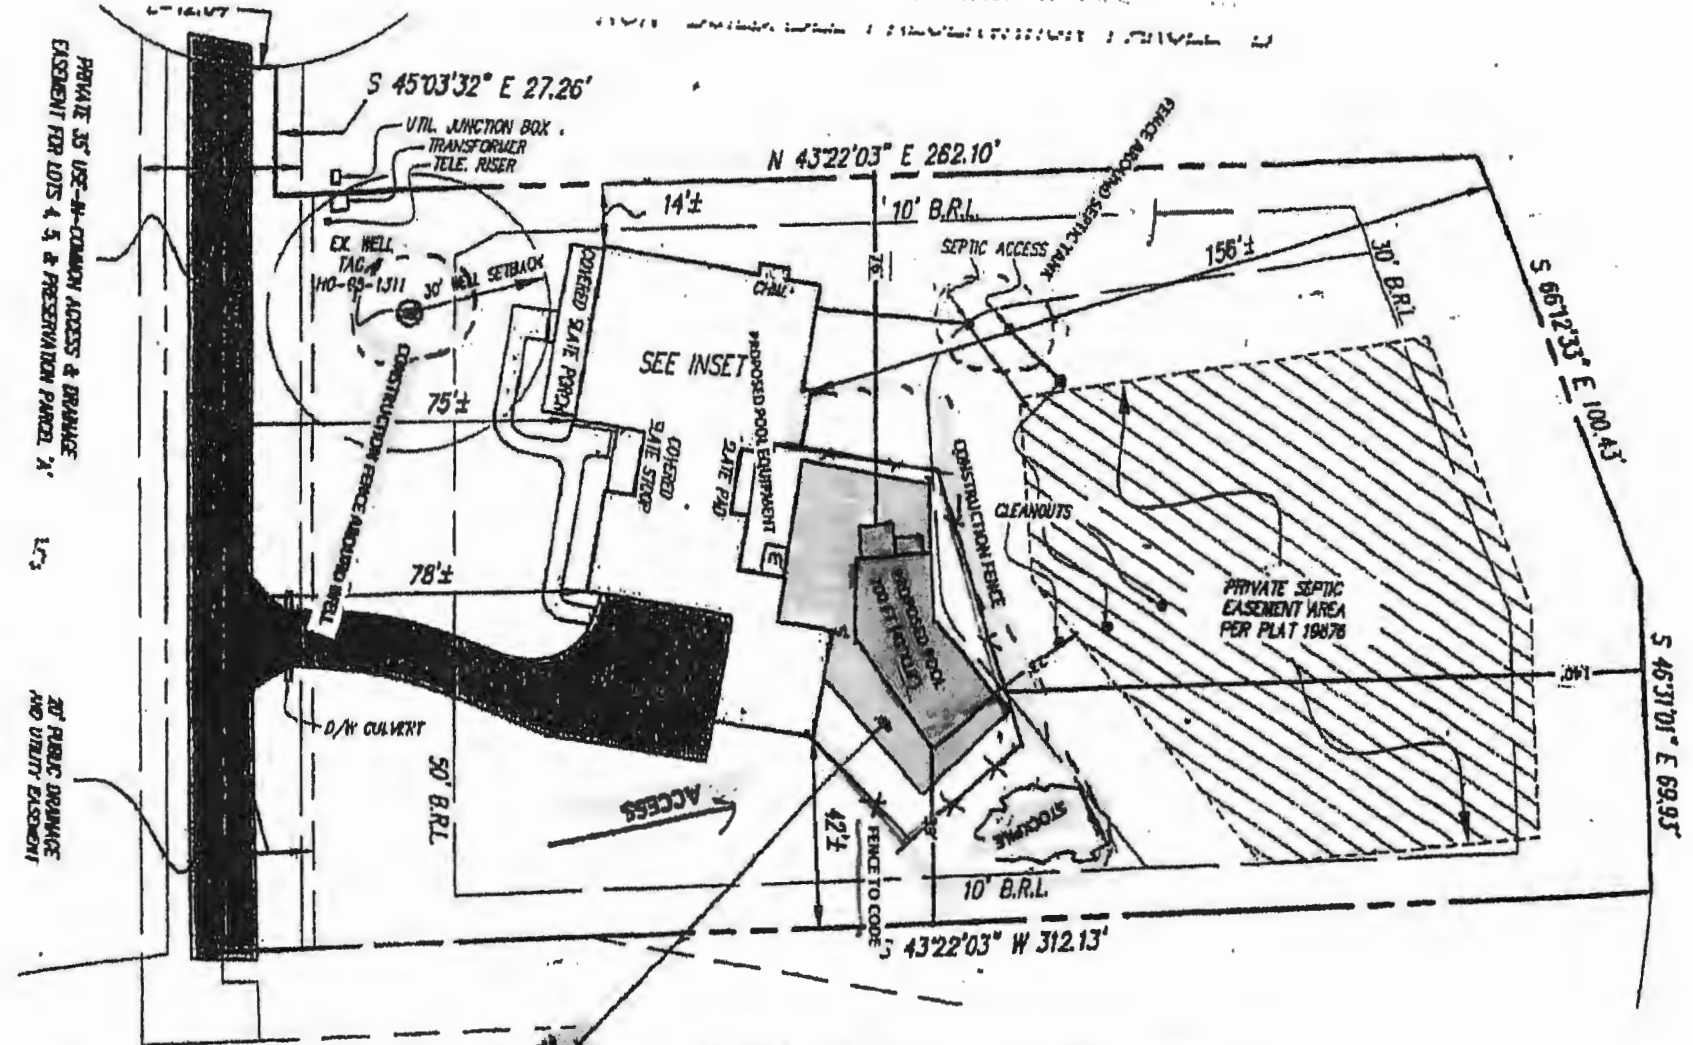 S 45°03'32" E 27.26'
UTIL. JUNCTION BOX
TRANSFORMER
TELE. RISER
N 43°22'03" E 262.10'
14'±
10' B.R.L.
76'
FENCE AROUND SEPTIC TANK
SEPTIC ACCESS
156'±
30' B.R.L.
S 66°12'33" E 100.43'
PRIVATE 35' USE-IN-COMMON ACCESS & DRAINAGE
EASEMENT FOR LOTS 4, 5, & PRESERVATION PARCEL 'A'
EX. WELL
TAG #
HO-95-1311
30' WELL SETBACK
COVERED SLATE PORCH
CHIM.
SEE INSET
PROPOSED POOL EQUIPMENT
75'±
CONSTRUCTION FENCE AROUND WELL
COVERED
SLATE STOOP
SLATE PAD
CONSTRUCTION FENCE
CLEANOUTS
78'±
PROPOSED POOL
PRIVATE SEPTIC
EASEMENT AREA
PER PLAT 19876
140'
S 46°31'01" E 69.93'
D/W CULVERT
20' PUBLIC DRAINAGE
AND UTILITY EASEMENT
50' B.R.L.
ACCESS
STOCKPILE
42'±
FENCE TO CODE
10' B.R.L.
S 43°22'03" W 312.13'